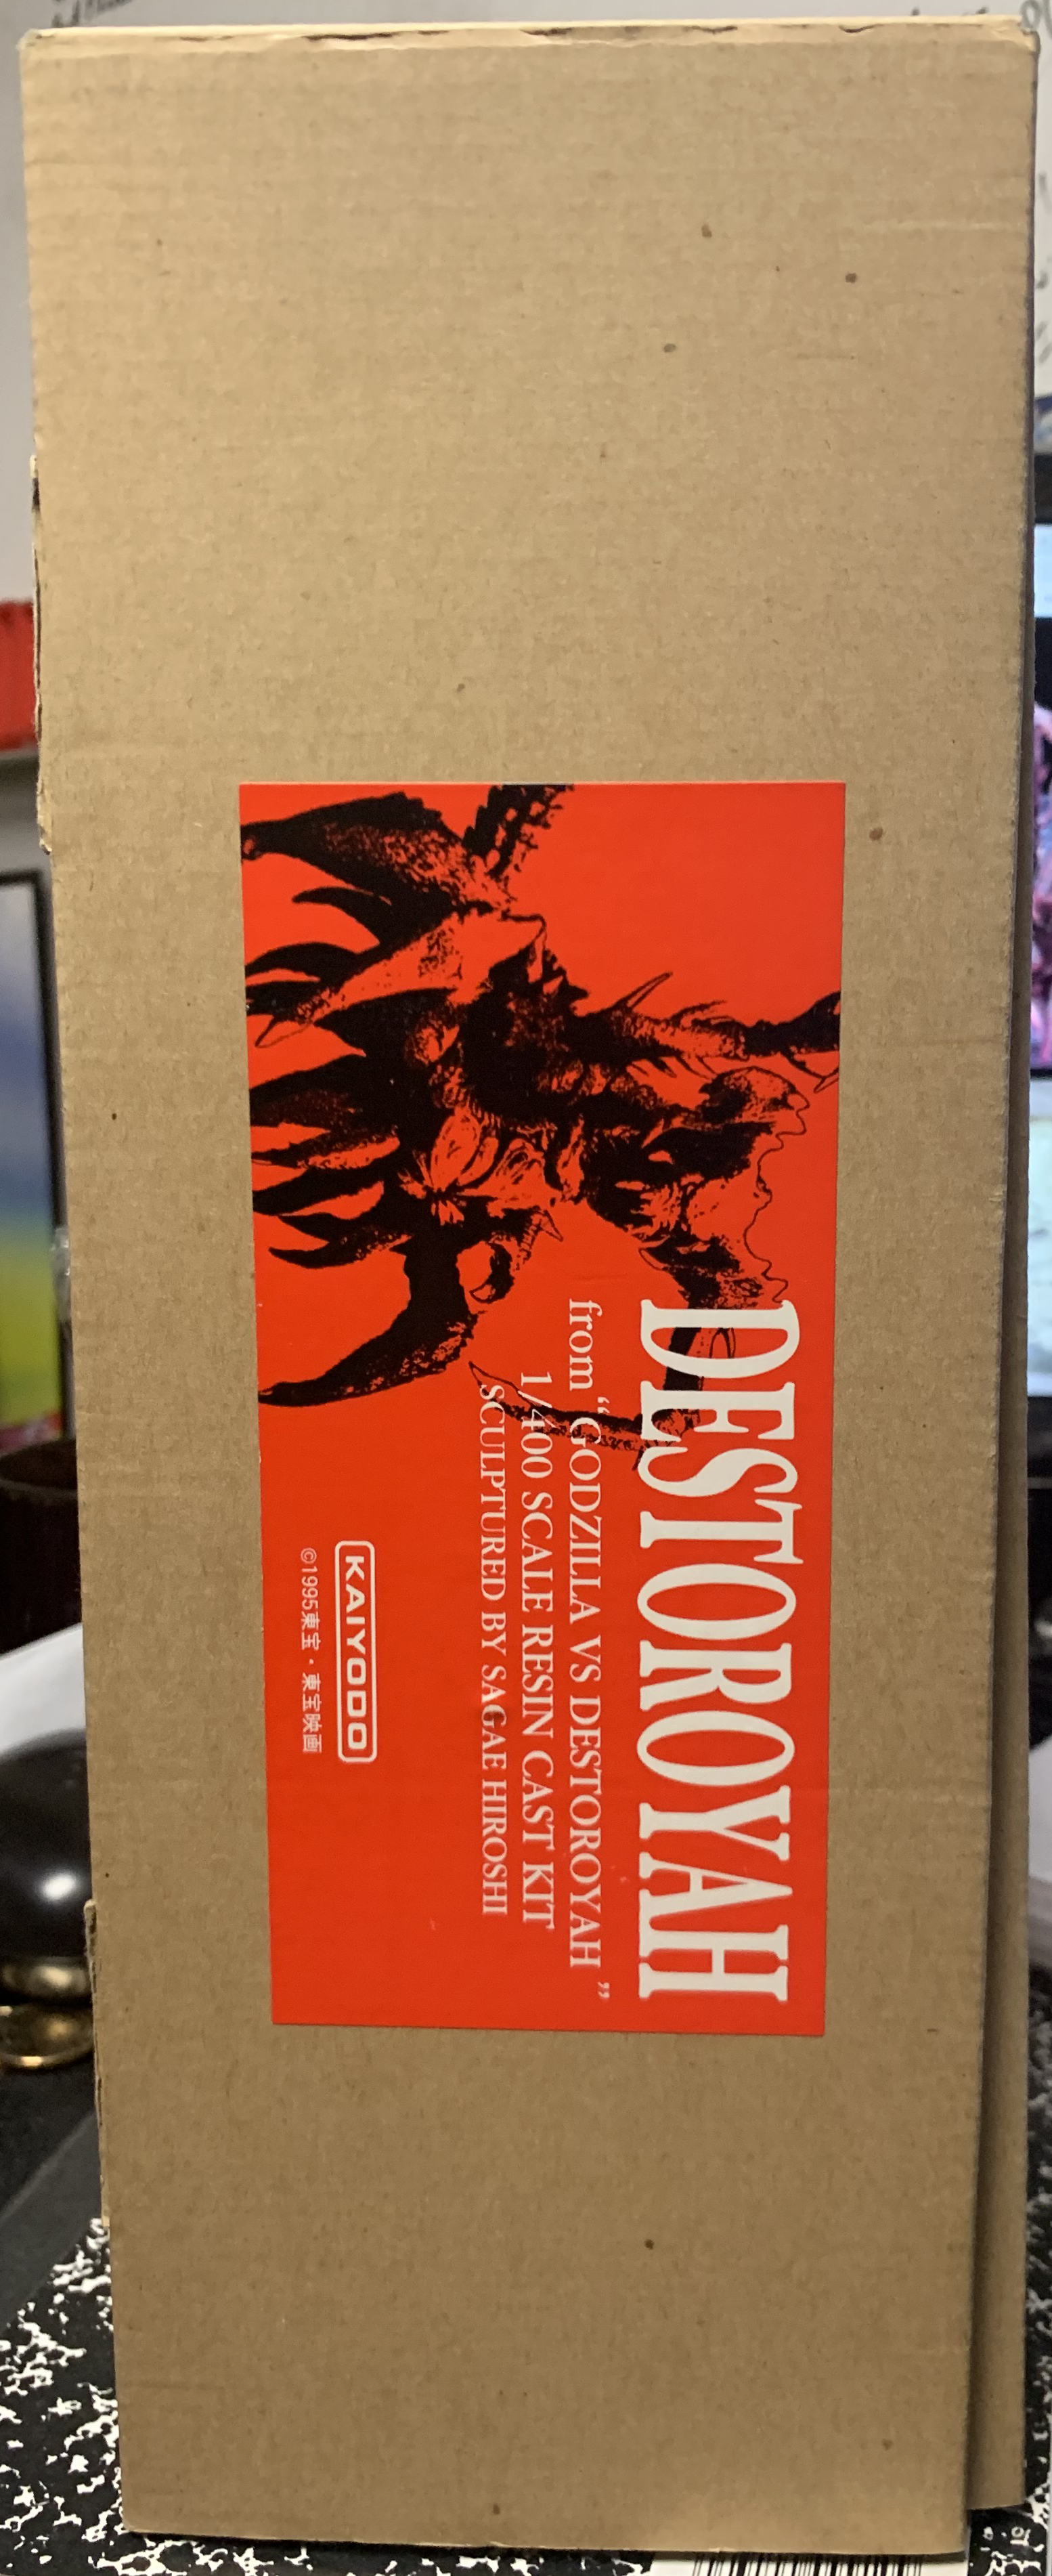 DESTOROYAH
from “GODZILLA VS DESTOROYAH”
1/400 SCALE RESIN CAST KIT
SCULPTURED BY SAGAE HIROSHI
KAIYODO
©1995東宝・東宝映画